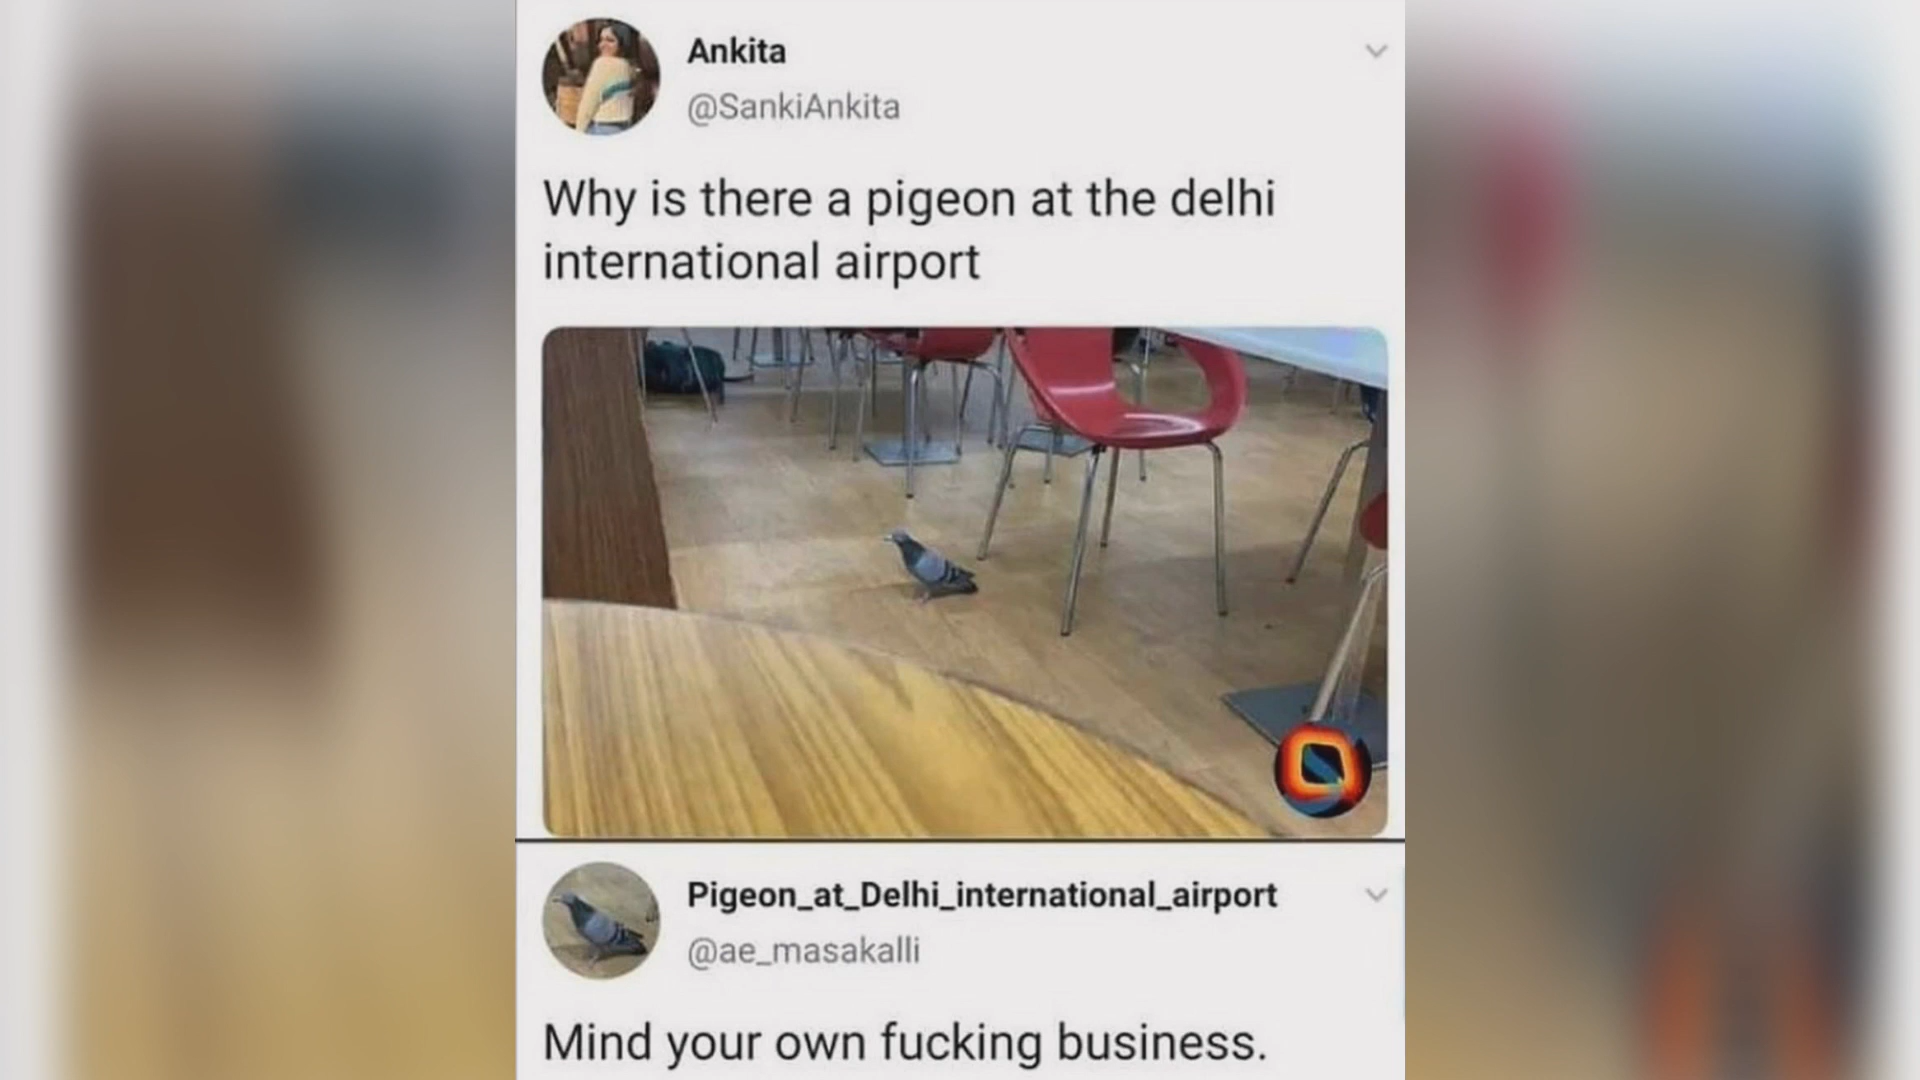 Ankita
@SankiAnkita
Why is there a pigeon at the delhi
international airport
Pigeon_at_Delhi_international_airport
@ae_masakalli
Mind your own fucking business.